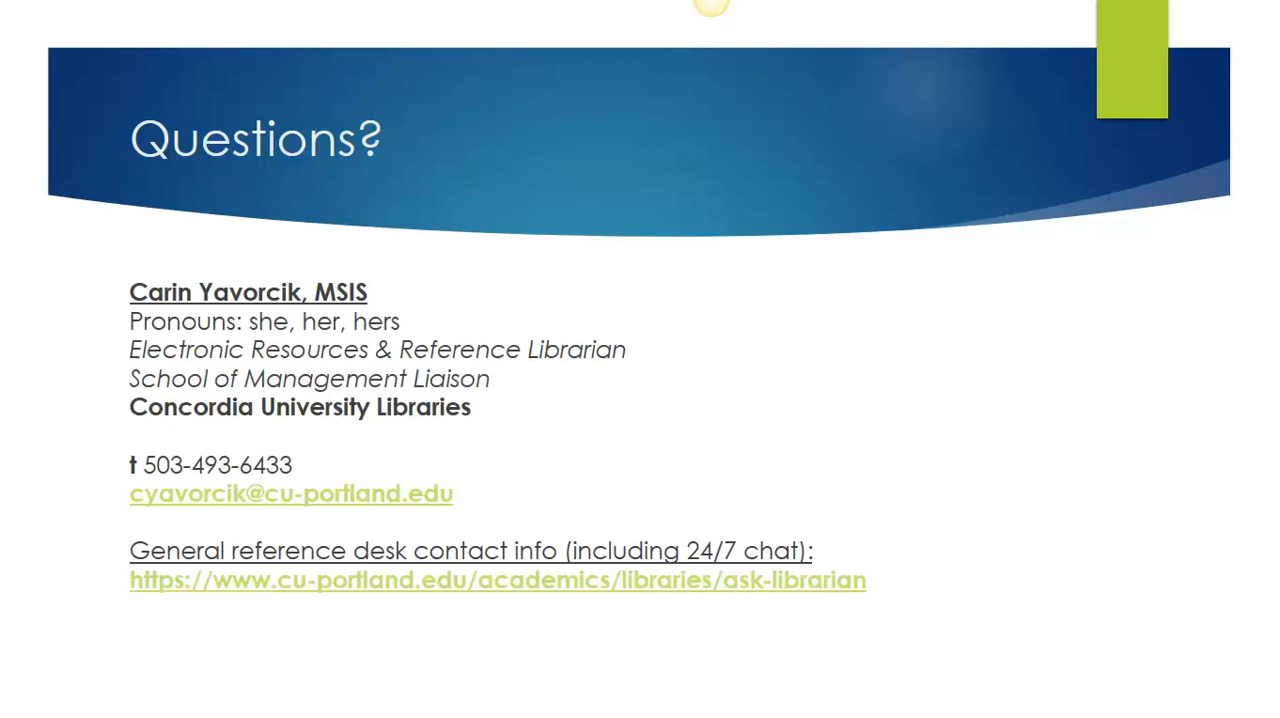 Questions?
Carin Yavorcik, MSIS
Pronouns: she, her, hers
Electronic Resources & Reference Librarian
School of Management Liaison
Concordia University Libraries
t 503-493-6433
cyavorcik@cu-portland.edu
General reference desk contact info (including 24/7 chat):
https://www.cu-portland.edu/academics/libraries/ask-librarian